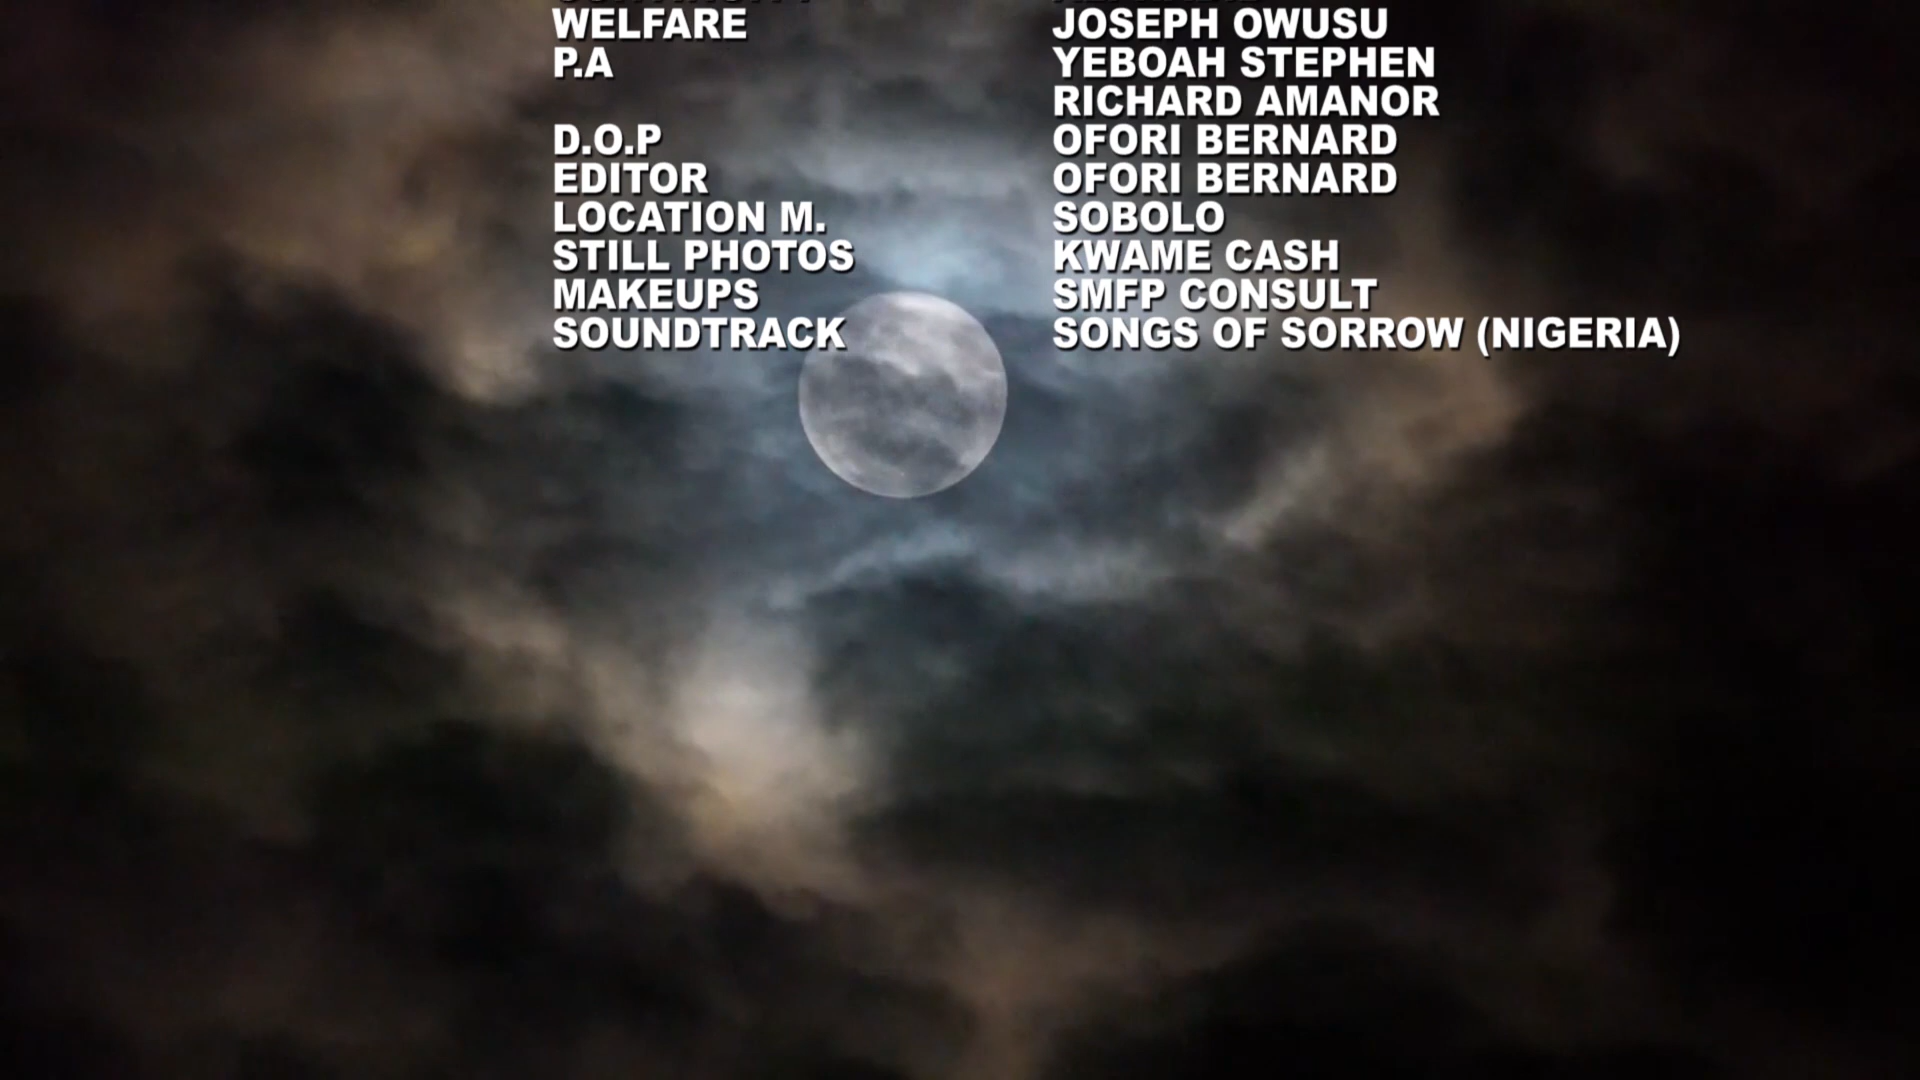 WELFARE JOSEPH OWUSU
P.A YEBOAH STEPHEN
RICHARD AMANOR
D.O.P OFORI BERNARD
EDITOR OFORI BERNARD
LOCATION M. SOBOLO
STILL PHOTOS KWAME CASH
MAKEUPS SMFP CONSULT
SOUNDTRACK SONGS OF SORROW (NIGERIA)